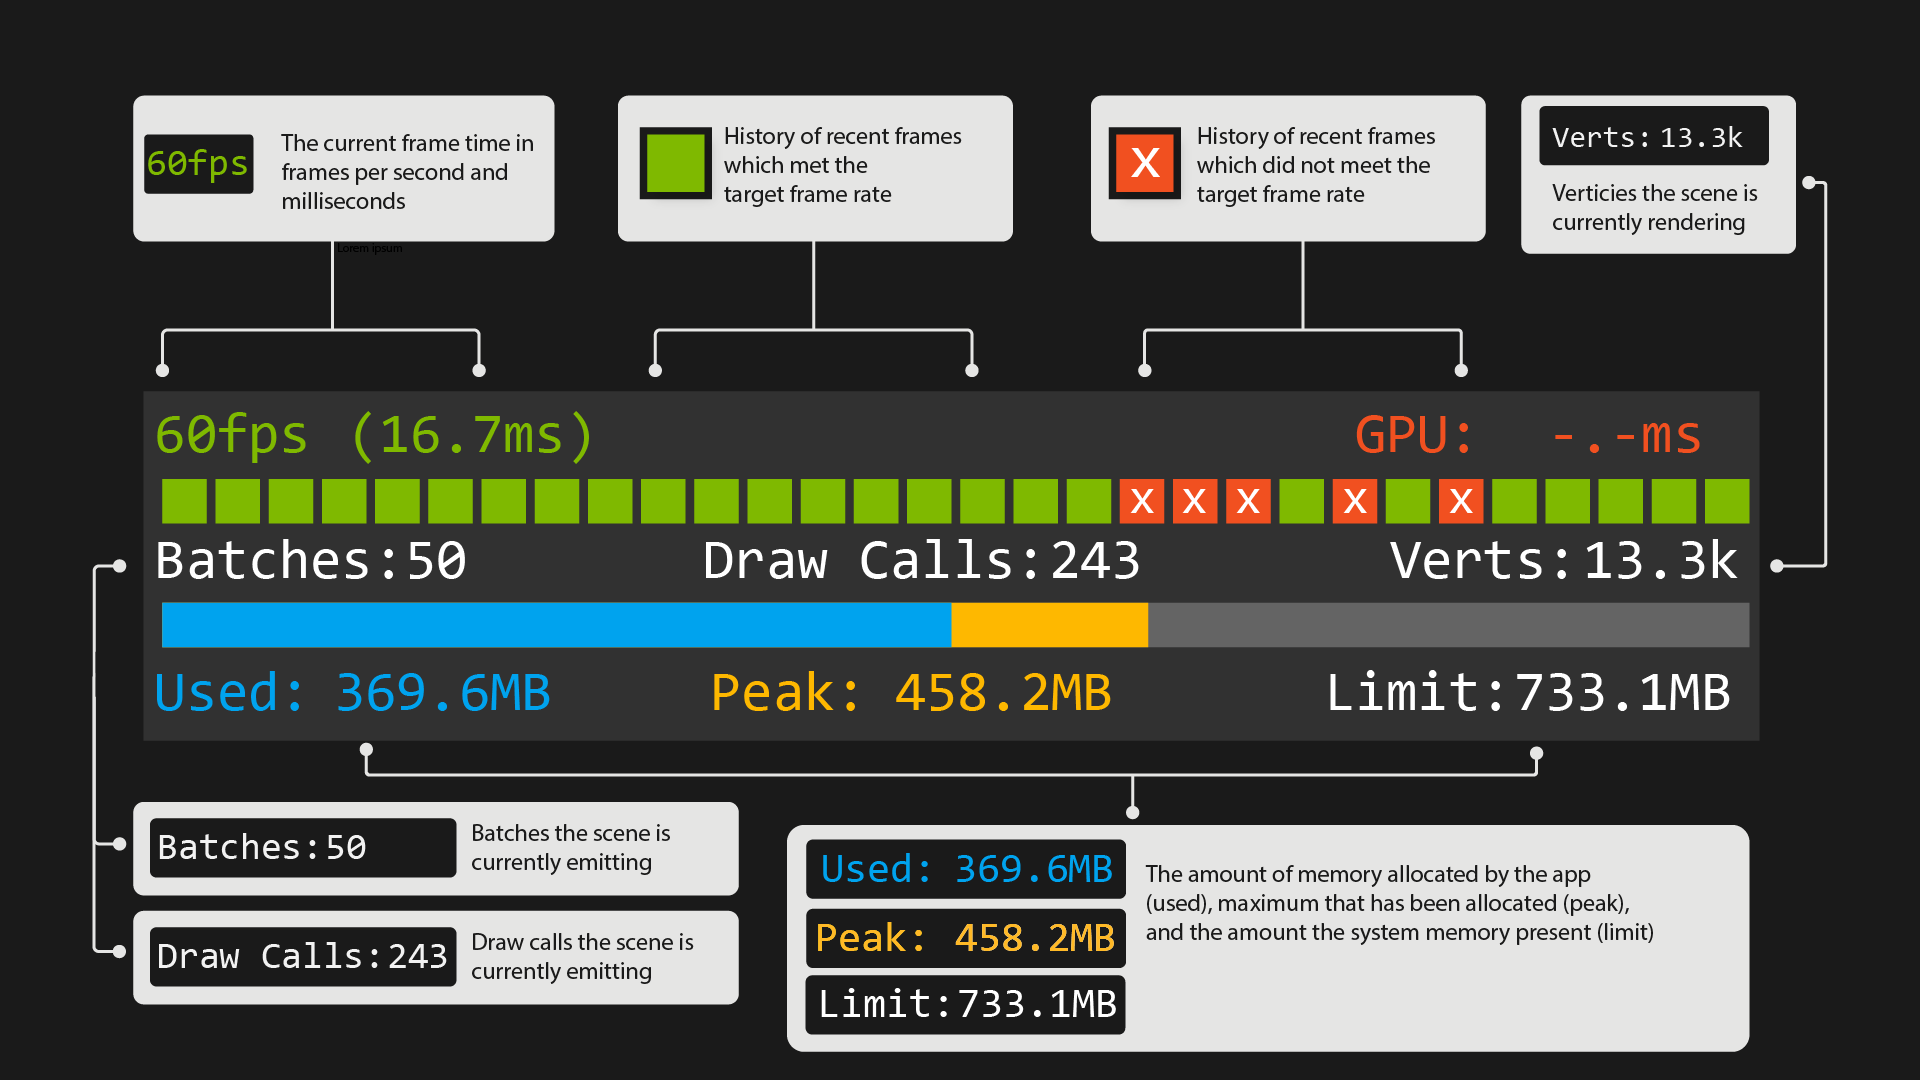 60fps
The current frame time in
frames per second and
milliseconds
Lorem ipsum
History of recent frames
which met the
target frame rate
X
History of recent frames
which did not meet the
target frame rate
Verts: 13.3k
Verticies the scene is
currently rendering
60fps (16.7ms)
GPU: -.-ms
X X X X X
Batches:50
Draw Calls:243
Verts:13.3k
Used: 369.6MB
Peak: 458.2MB
Limit:733.1MB
Batches:50
Batches the scene is
currently emitting
Draw Calls:243
Draw calls the scene is
currently emitting
Used: 369.6MB
Peak: 458.2MB
Limit:733.1MB
The amount of memory allocated by the app
(used), maximum that has been allocated (peak),
and the amount the system memory present (limit)